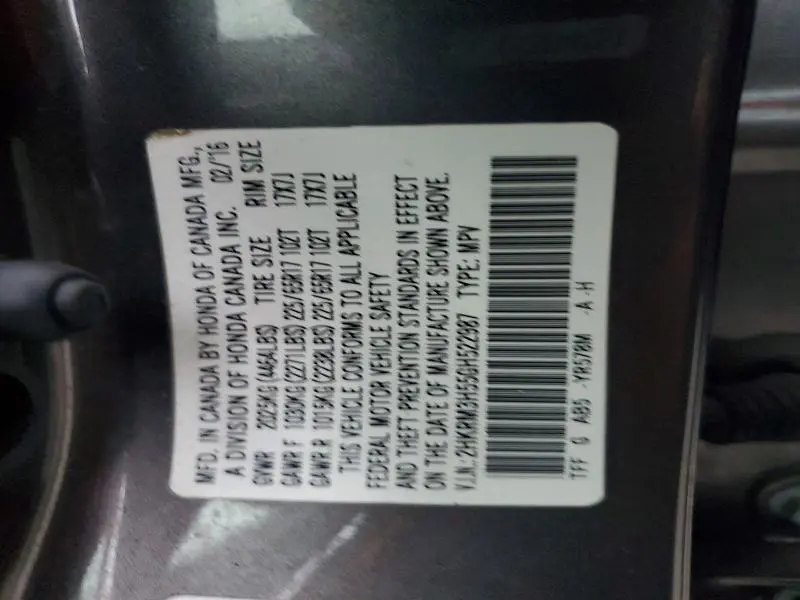 MFD. IN CANADA BY HONDA OF CANADA MFG.,
A DIVISION OF HONDA CANADA INC. 02/'16
GVWR 2025KG (4464LBS) TIRE SIZE RIM SIZE
GAWR F 1030KG (2271LBS) 225/65R17 102T 17X7J
GAWR R 1015KG (2238LBS) 225/65R17 102T 17X7J
THIS VEHICLE CONFORMS TO ALL APPLICABLE
FEDERAL MOTOR VEHICLE SAFETY
AND THEFT PREVENTION STANDARDS IN EFFECT
ON THE DATE OF MANUFACTURE SHOWN ABOVE.
V.I.N.:2HKRM3H55GH522987 TYPE: MPV
TFF G AB5 -YR578M -A -H